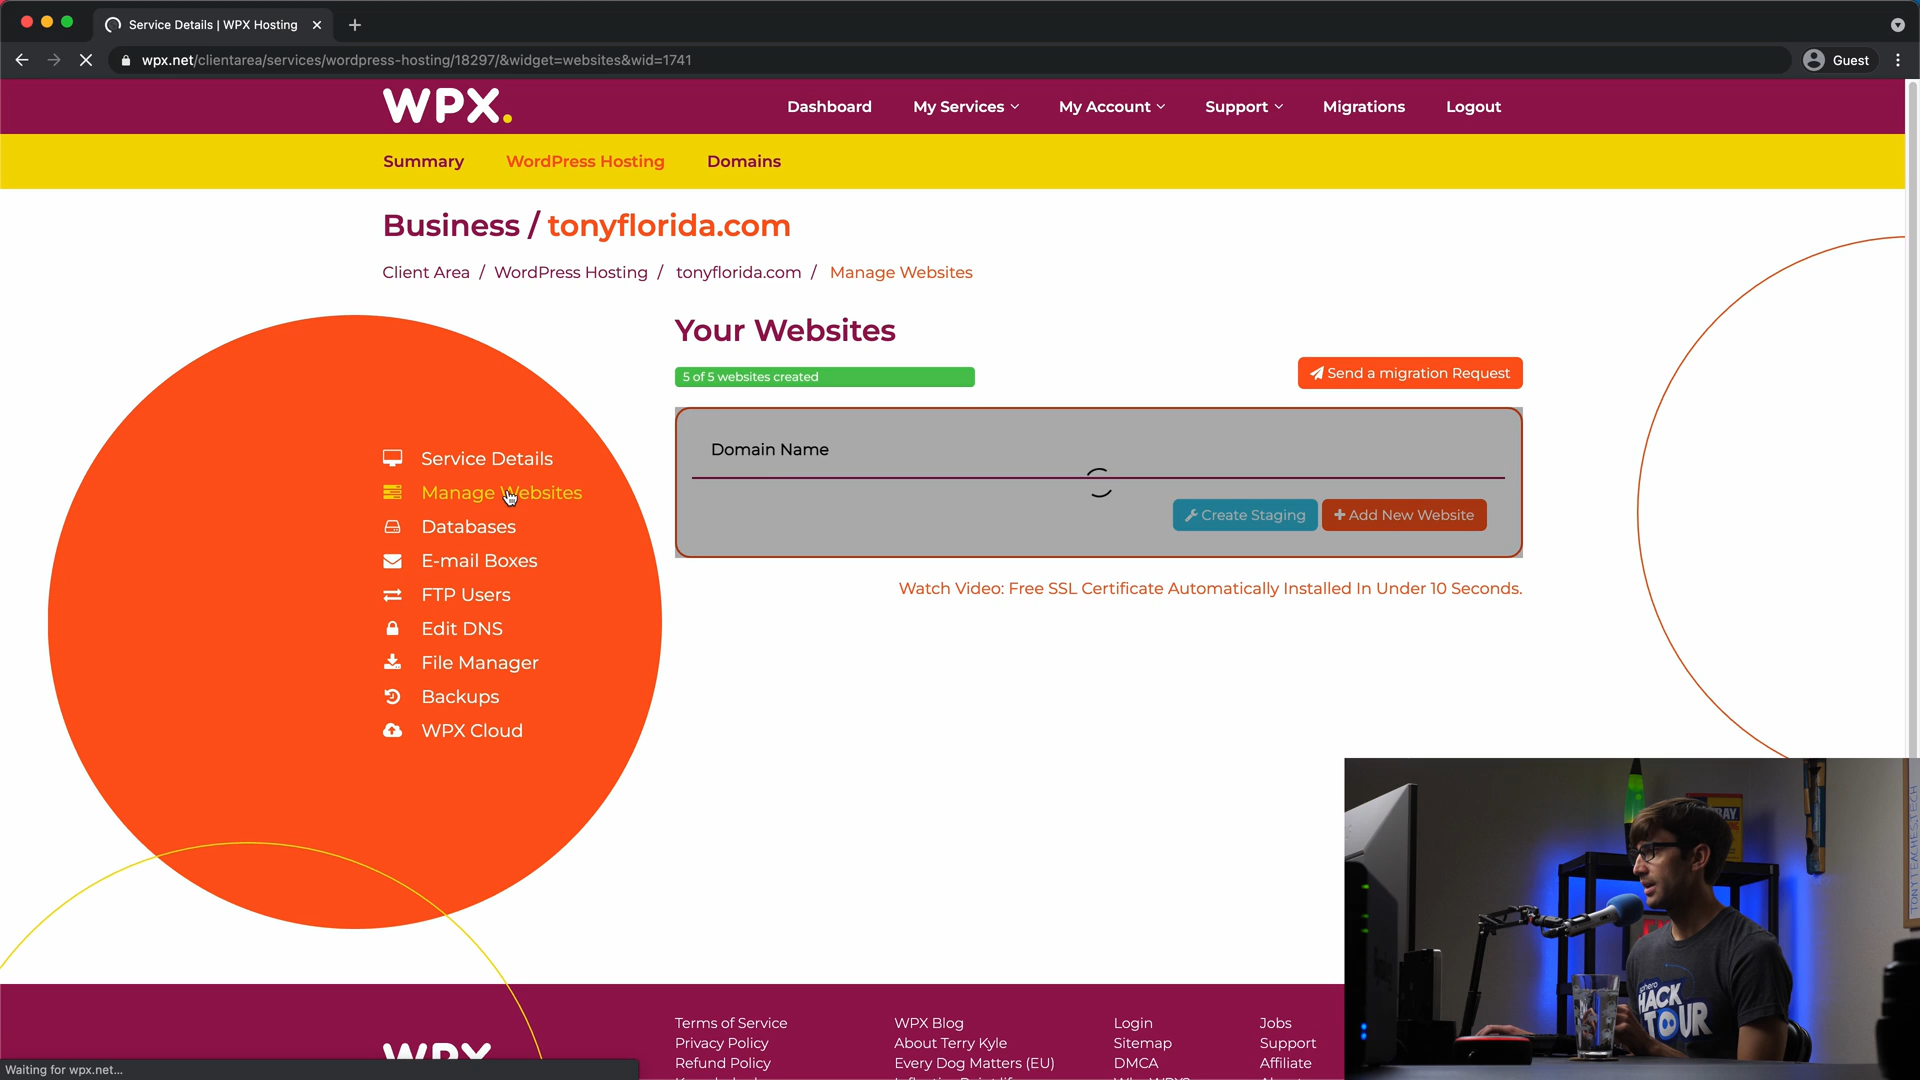 Service Details | WPX Hosting
wpx.net/clientarea/services/wordpress-hosting/18297/&widget=websites&wid=1741
Guest
WPX.
Dashboard
My Services
My Account
Support
Migrations
Logout
Summary
WordPress Hosting
Domains
Business / tonyflorida.com
Client Area / WordPress Hosting / tonyflorida.com / Manage Websites
Your Websites
5 of 5 websites created
Send a migration Request
Domain Name
Create Staging
Add New Website
Watch Video: Free SSL Certificate Automatically Installed In Under 10 Seconds.
Service Details
Manage Websites
Databases
E-mail Boxes
FTP Users
Edit DNS
File Manager
Backups
WPX Cloud
TONYTEACHES.TECH
sphero
HACK
TOUR
WPX
Terms of Service
Privacy Policy
Refund Policy
WPX Blog
About Terry Kyle
Every Dog Matters (EU)
Login
Sitemap
DMCA
Jobs
Support
Affiliate
Waiting for wpx.net...